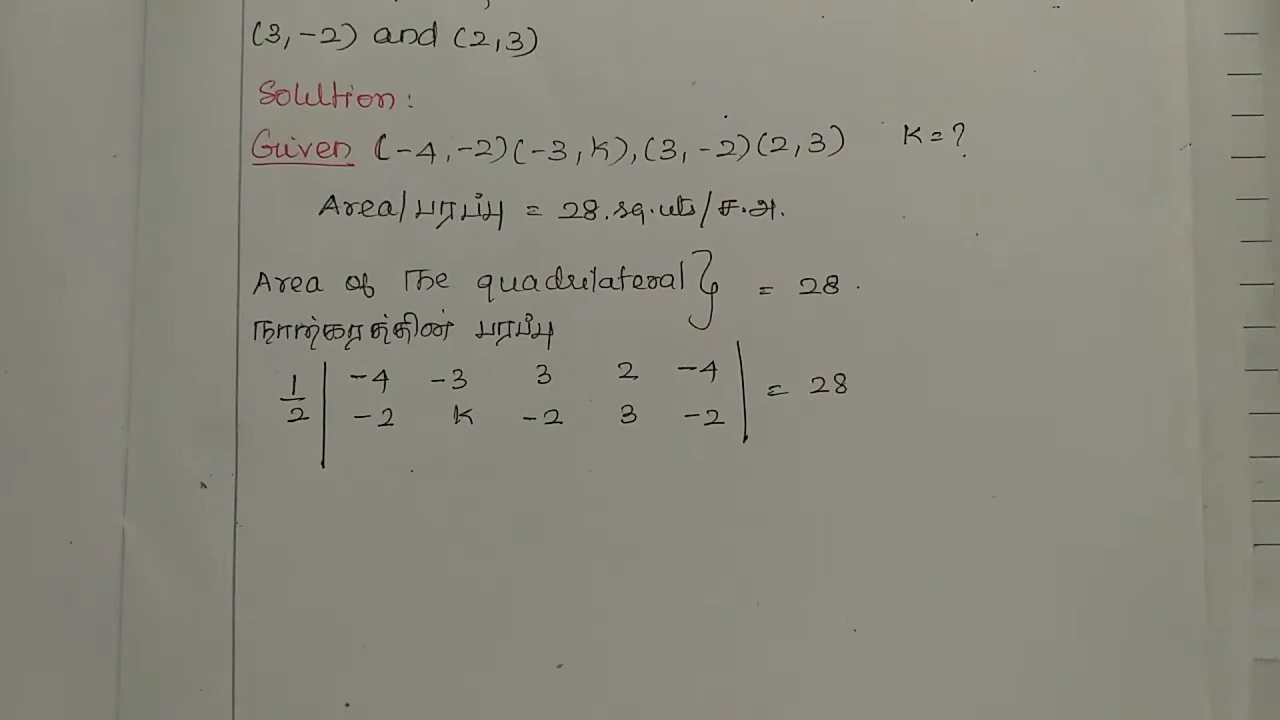 (3,-2) and (2,3)
Solution:
Given (-4,-2)(-3,k),(3,-2)(2,3) K=?
Area/பரப்பு = 28.sq.uts/ச.அ.
Area of The quadrilateral} = 28.
நாற்கரத்தின் பரப்பு
1/2 | -4 -3 3 2 -4 | = 28
-2 k -2 3 -2